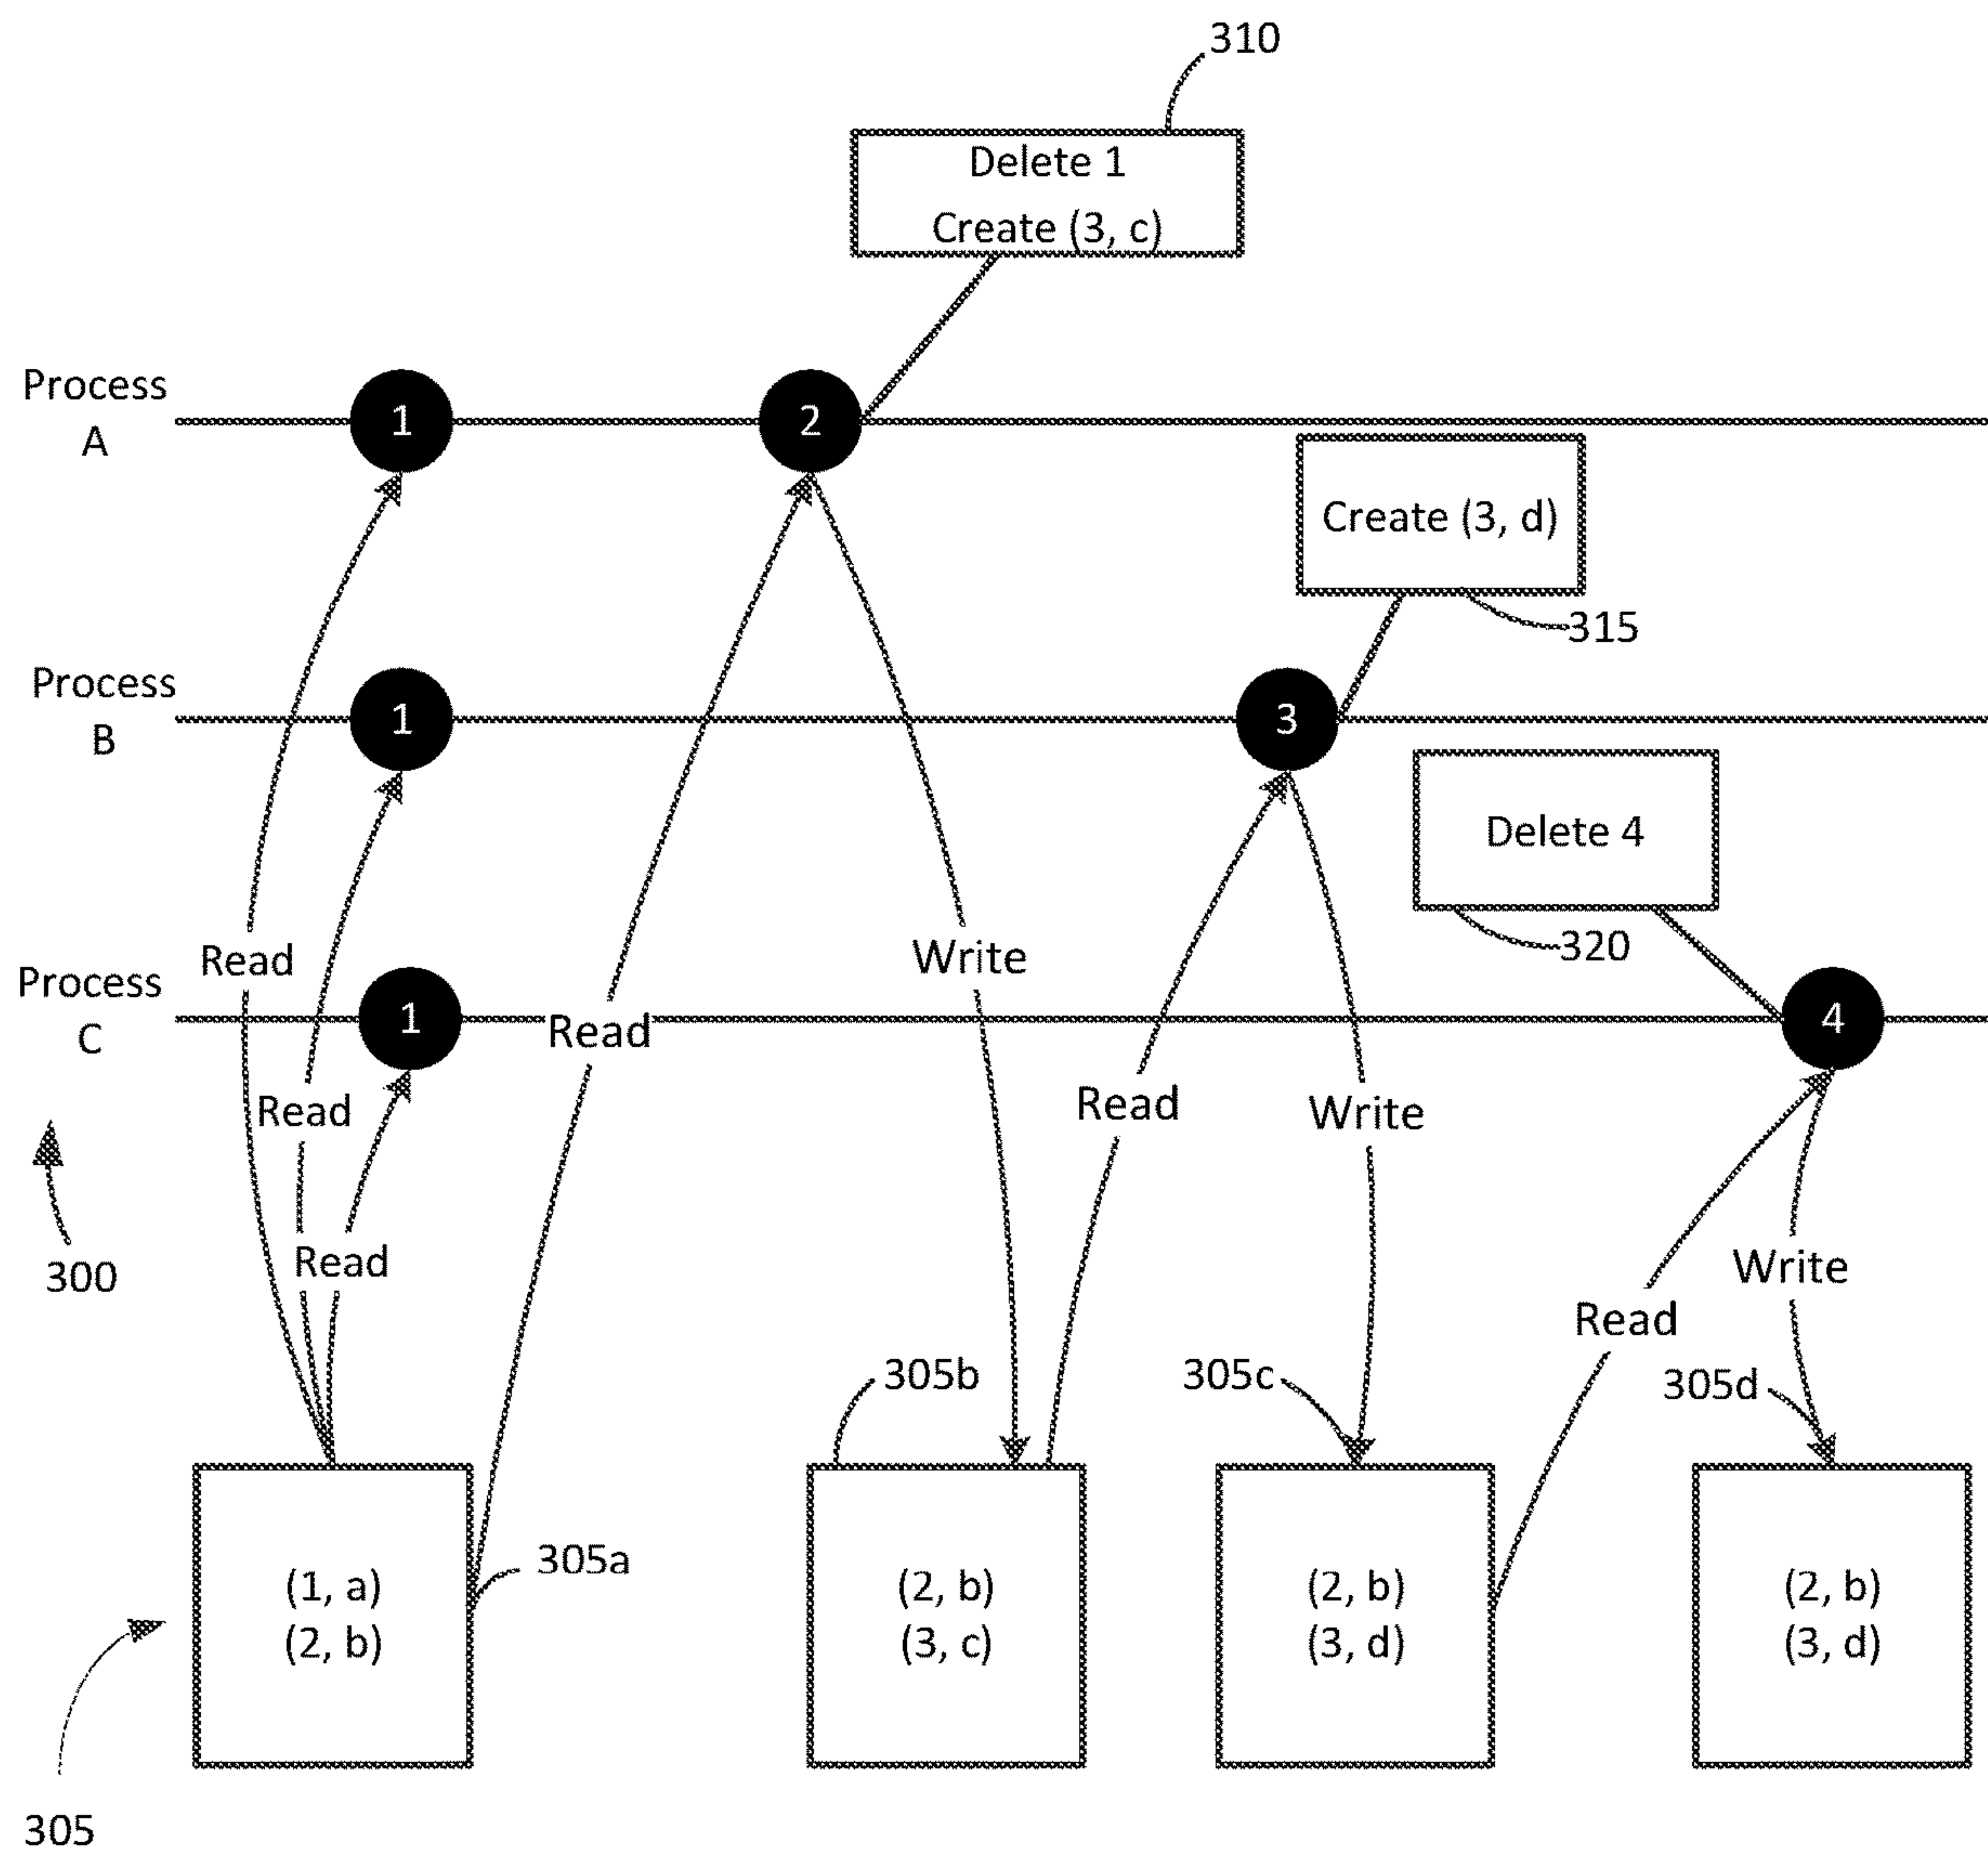 310
Delete 1
Create (3, c)
Process
A
1
2
Create (3, d)
315
Process
B
1
3
Delete 4
320
Process
C
1
4
Read
Write
Read
Read
Read
Write
Read
Write
Read
300
305b
305c
305d
305a
(1, a)
(2, b)
(2, b)
(3, c)
(2, b)
(3, d)
(2, b)
(3, d)
305